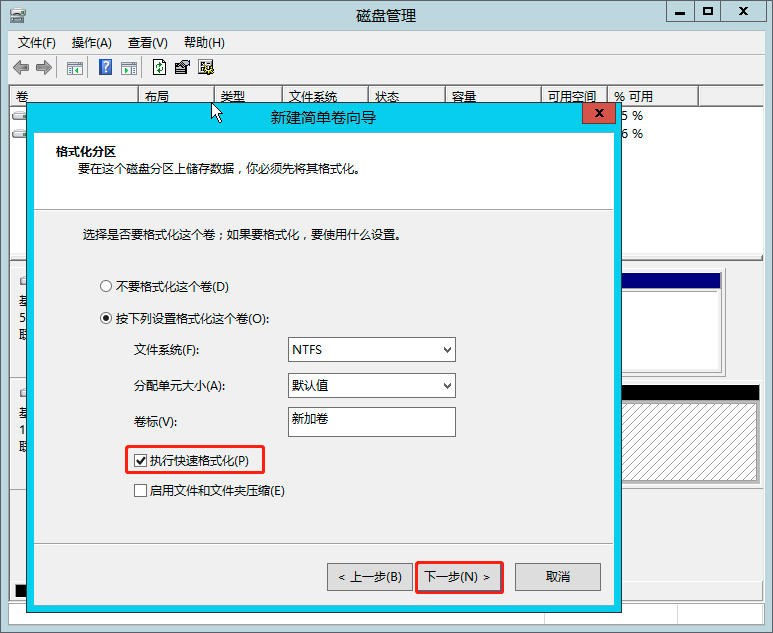 磁盘管理
文件(F) 操作(A) 查看(V) 帮助(H)
卷 布局 类型 文件系统 状态 容量 可用空间 % 可用
5 %
6 %
新建简单卷向导
格式化分区
要在这个磁盘分区上储存数据，你必须先将其格式化。
选择是否要格式化这个卷；如果要格式化，要使用什么设置。
不要格式化这个卷(D)
按下列设置格式化这个卷(O):
文件系统(F): NTFS
分配单元大小(A): 默认值
卷标(V): 新加卷
执行快速格式化(P)
启用文件和文件夹压缩(E)
基
5
联
基
1
联
< 上一步(B) 下一步(N) > 取消